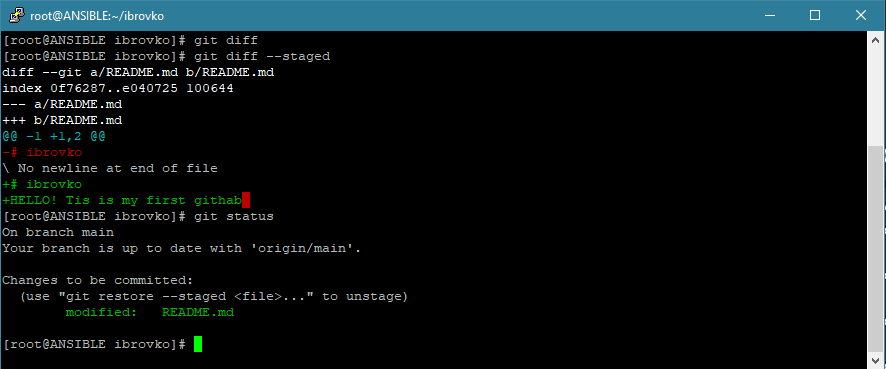 root@ANSIBLE:~/ibrovko
[root@ANSIBLE ibrovko]# git diff
[root@ANSIBLE ibrovko]# git diff --staged
diff --git a/README.md b/README.md
index 0f76287..e040725 100644
--- a/README.md
+++ b/README.md
@@ -1 +1,2 @@
-# ibrovko
\ No newline at end of file
+# ibrovko
+HELLO! Tis is my first githab
[root@ANSIBLE ibrovko]# git status
On branch main
Your branch is up to date with 'origin/main'.
Changes to be committed:
  (use "git restore --staged <file>..." to unstage)
        modified:   README.md
[root@ANSIBLE ibrovko]#